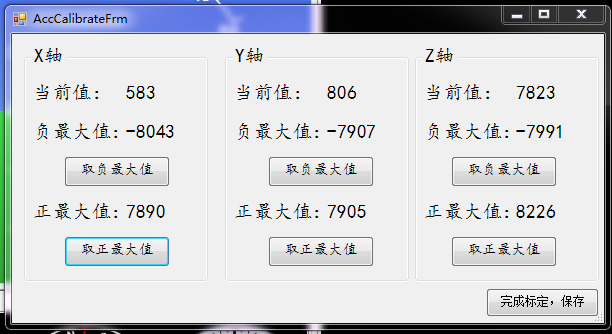 AccCalibrateFrm
X轴
当前值: 583
负最大值:-8043
取负最大值
正最大值:7890
取正最大值
Y轴
当前值: 806
负最大值:-7907
取负最大值
正最大值:7905
取正最大值
Z轴
当前值: 7823
负最大值:-7991
取负最大值
正最大值:8226
取正最大值
完成标定，保存